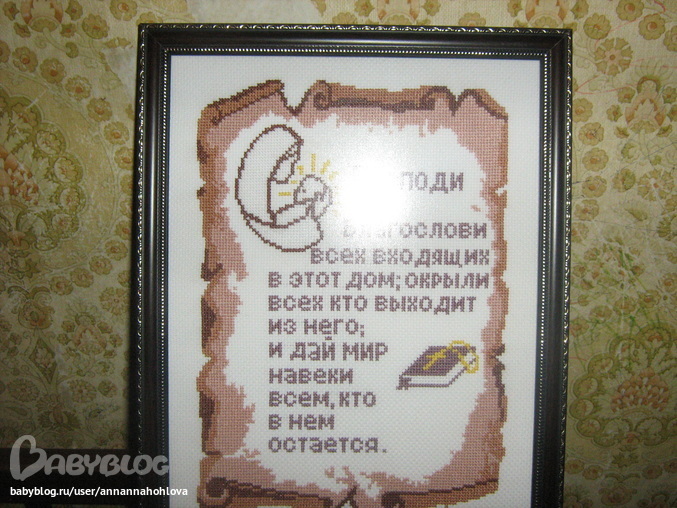 поди
Благослови
всех входящих
в этот дом; окрыли
всех кто выходит
из него;
и дай мир
навеки
всем, кто
в нем
остается.
BABYBLOG
babyblog.ru/user/annannahohlova